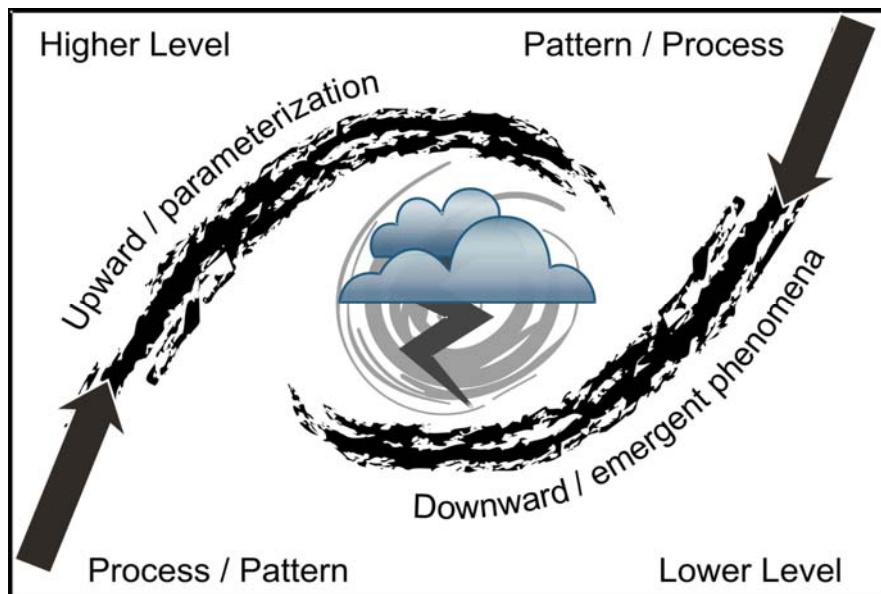 Higher Level
Pattern / Process
Upward / parameterization
Downward / emergent phenomena
Process / Pattern
Lower Level